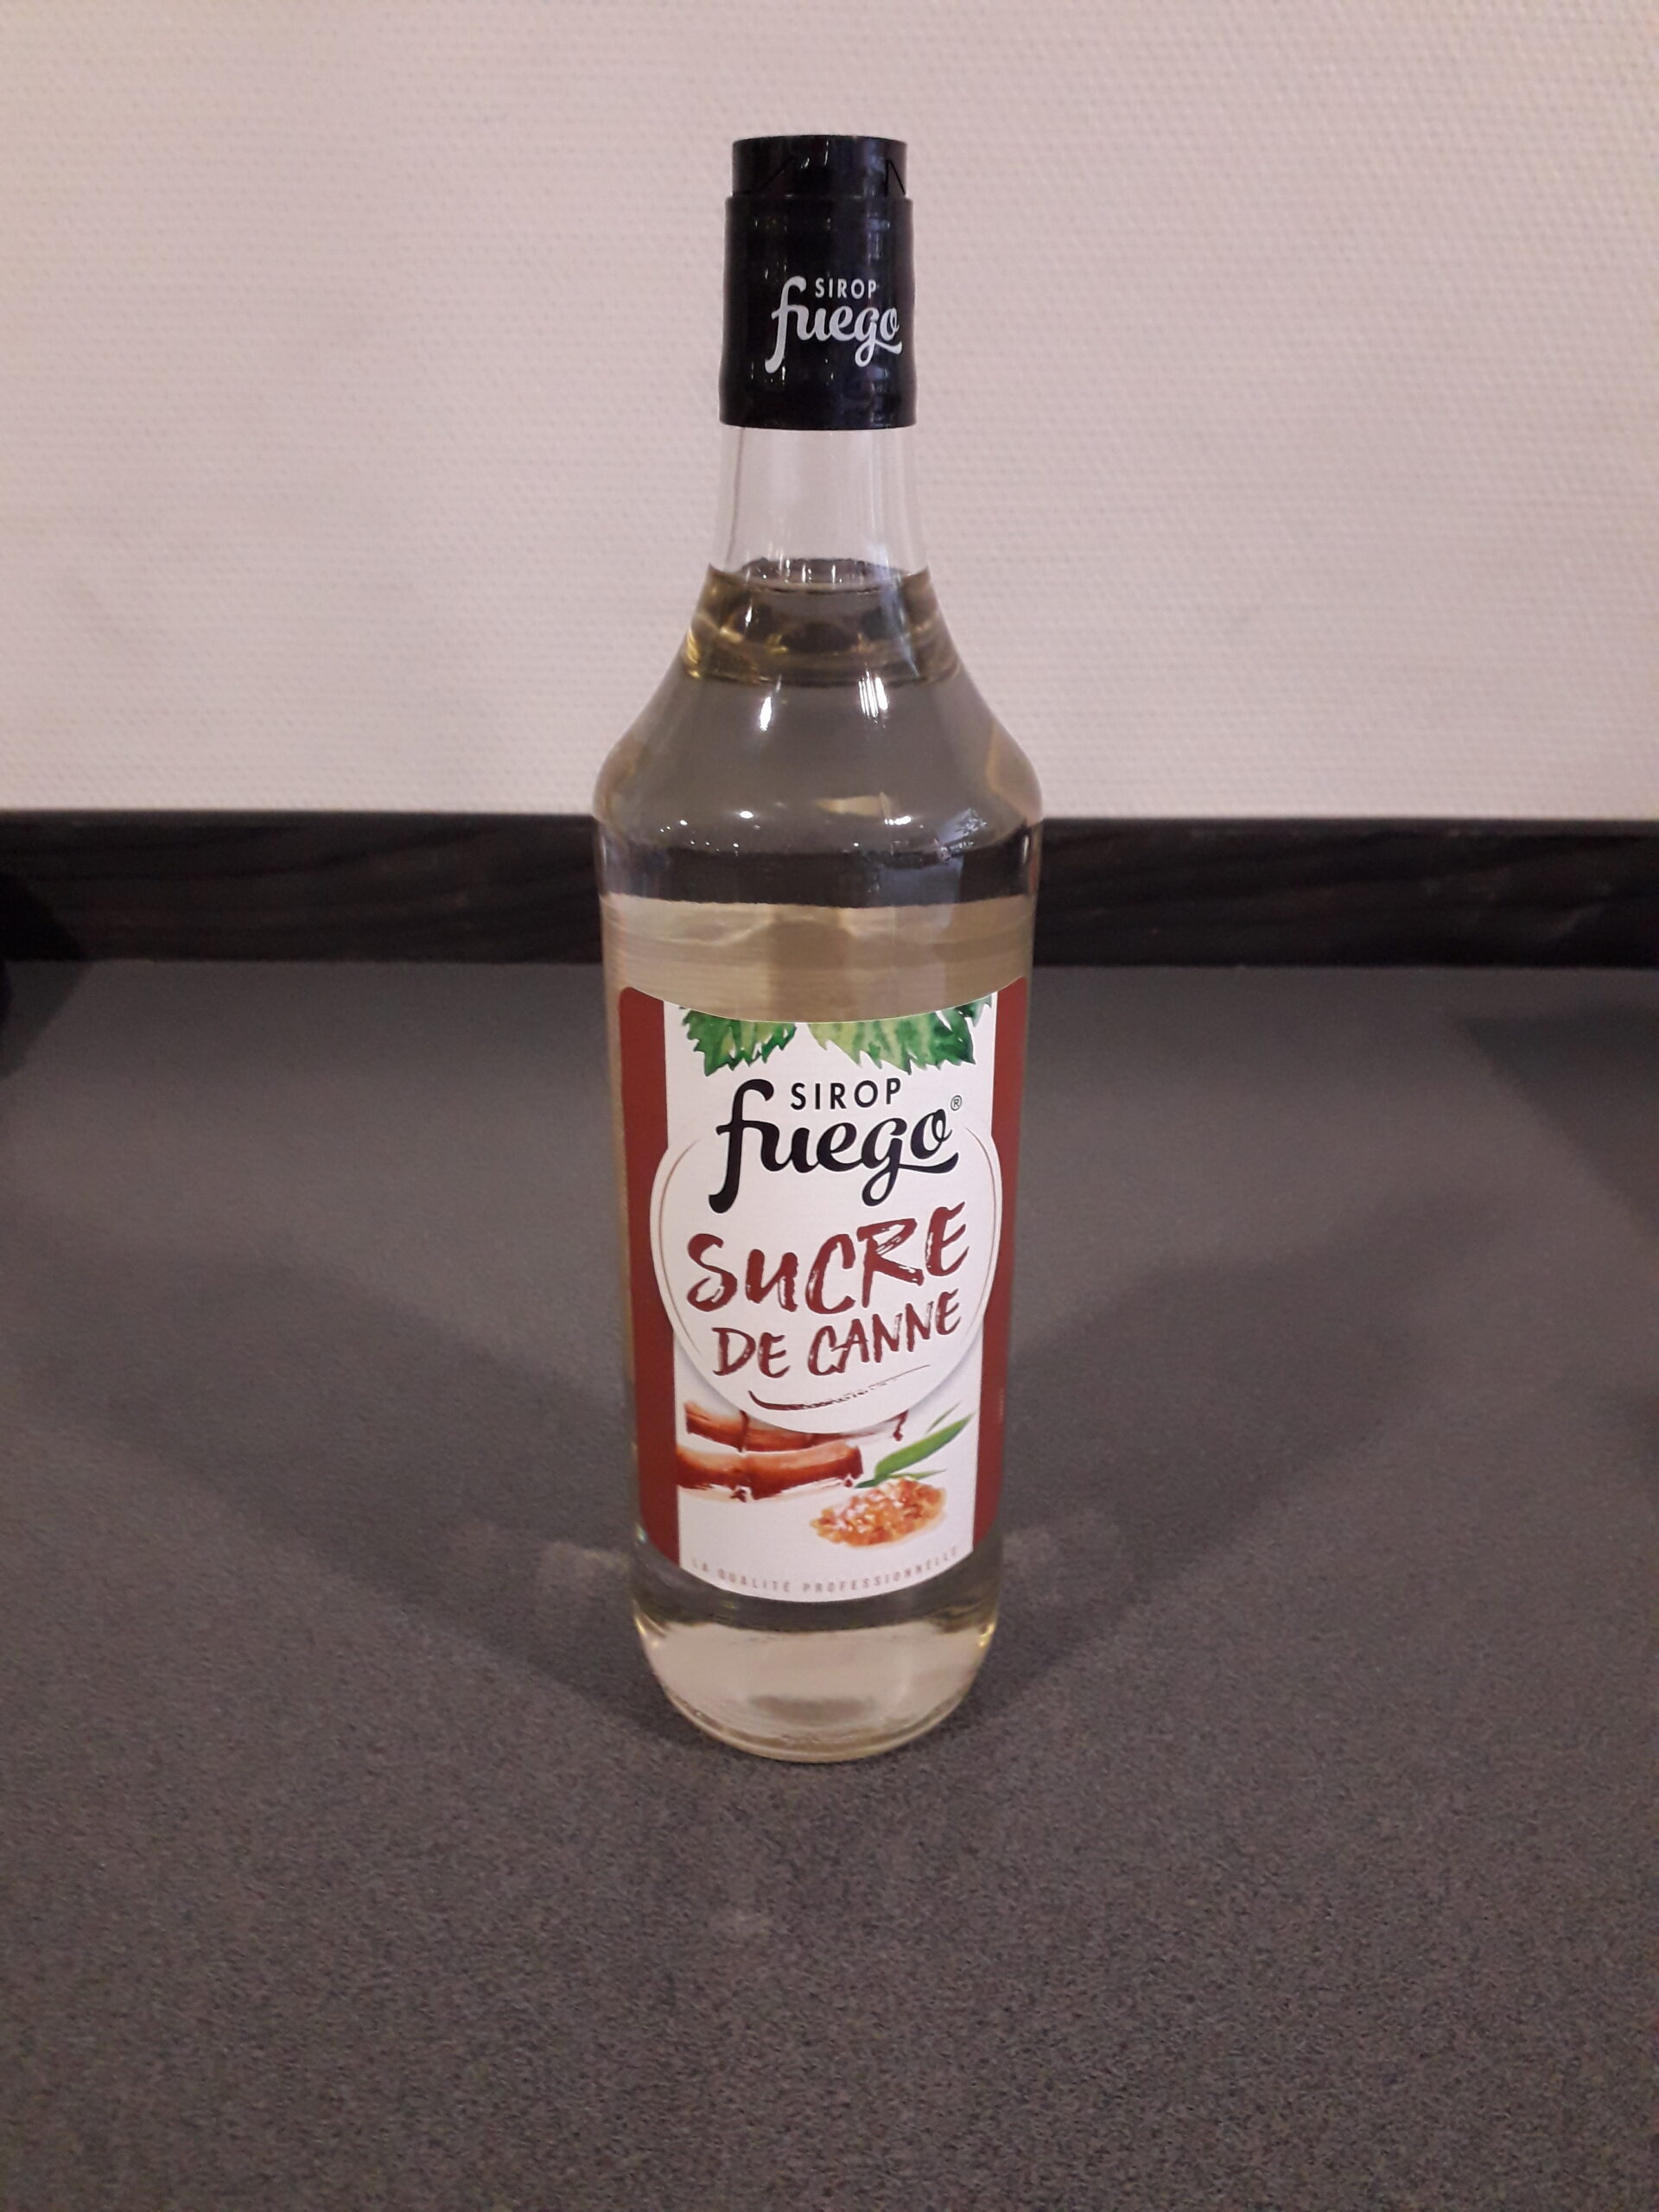 SIROP
fuego
SIROP
fuego®
SUCRE
DE CANNE
LA QUALITÉ PROFESSIONNELLE